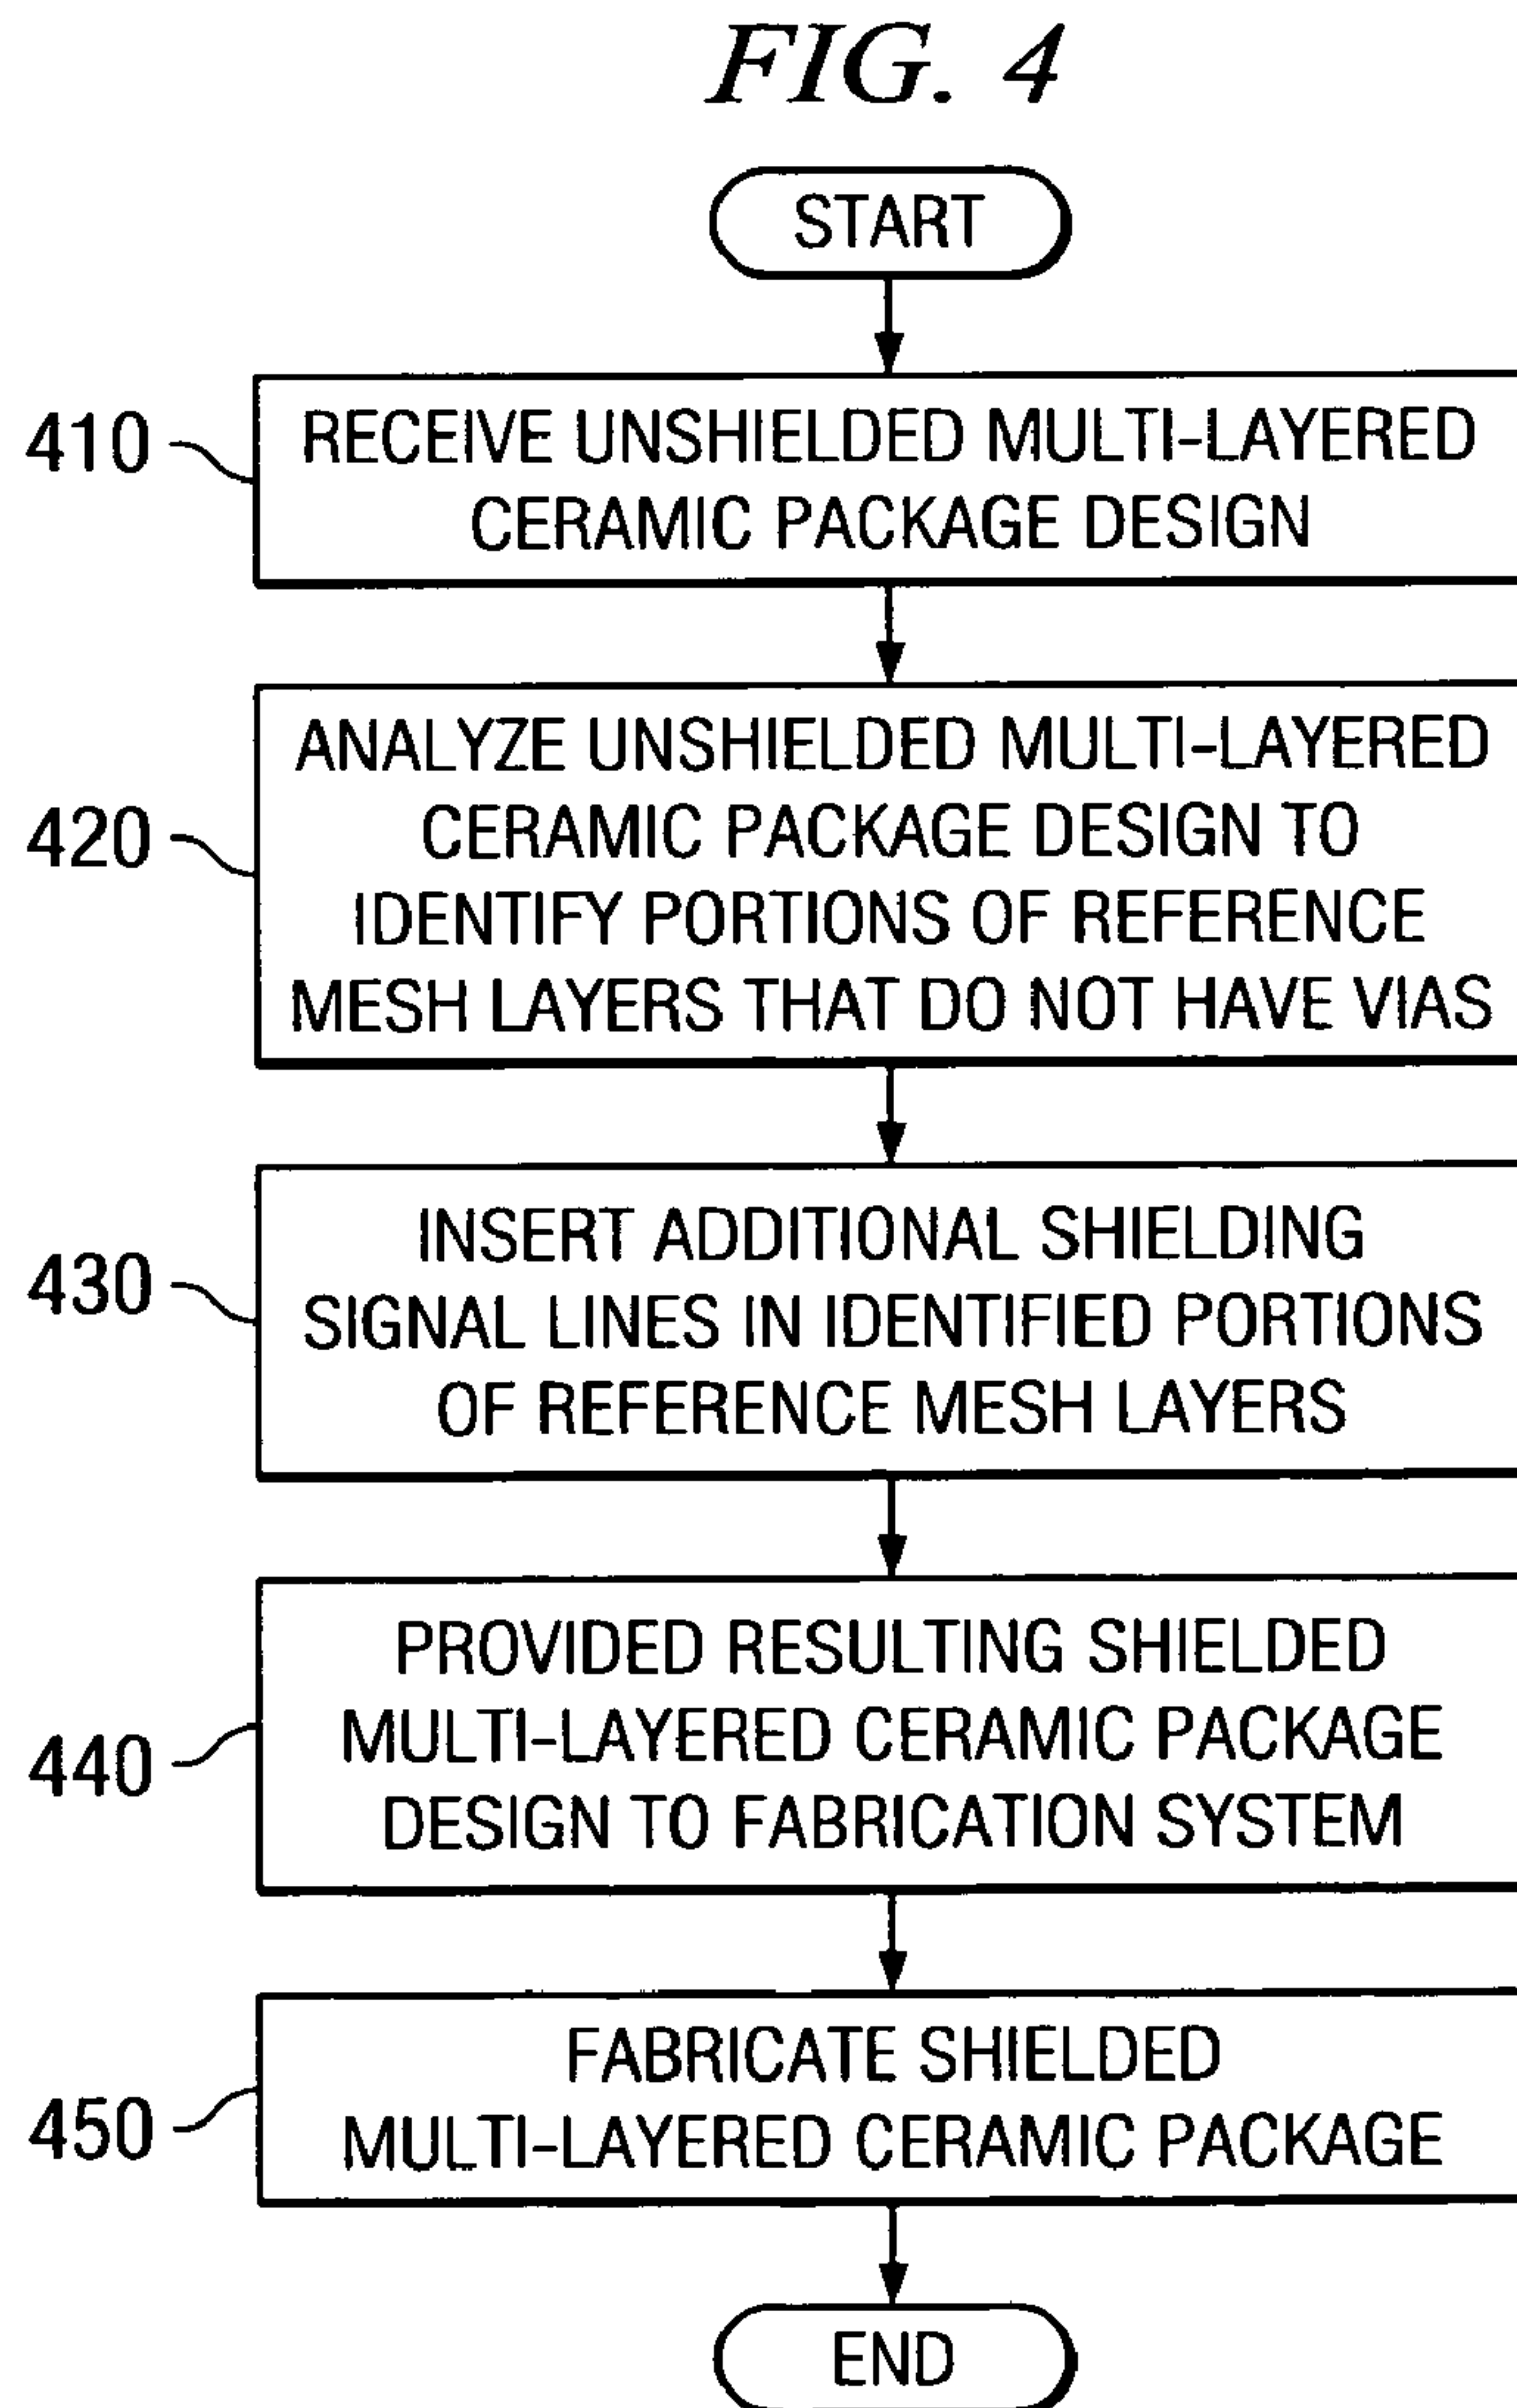 FIG. 4
START
410
RECEIVE UNSHIELDED MULTI-LAYERED
CERAMIC PACKAGE DESIGN
420
ANALYZE UNSHIELDED MULTI-LAYERED
CERAMIC PACKAGE DESIGN TO
IDENTIFY PORTIONS OF REFERENCE
MESH LAYERS THAT DO NOT HAVE VIAS
430
INSERT ADDITIONAL SHIELDING
SIGNAL LINES IN IDENTIFIED PORTIONS
OF REFERENCE MESH LAYERS
440
PROVIDED RESULTING SHIELDED
MULTI-LAYERED CERAMIC PACKAGE
DESIGN TO FABRICATION SYSTEM
450
FABRICATE SHIELDED
MULTI-LAYERED CERAMIC PACKAGE
END